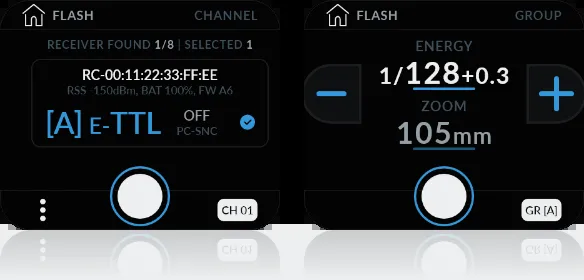 FLASH CHANNEL
RECEIVER FOUND 1/8 | SELECTED 1
RC-00:11:22:33:FF:EE
RSS -150dBm, BAT 100%, FW A6
[A] E-TTL OFF
PC-SNC
CH 01
FLASH GROUP
ENERGY
1/128+0.3
ZOOM
105mm
GR [A]